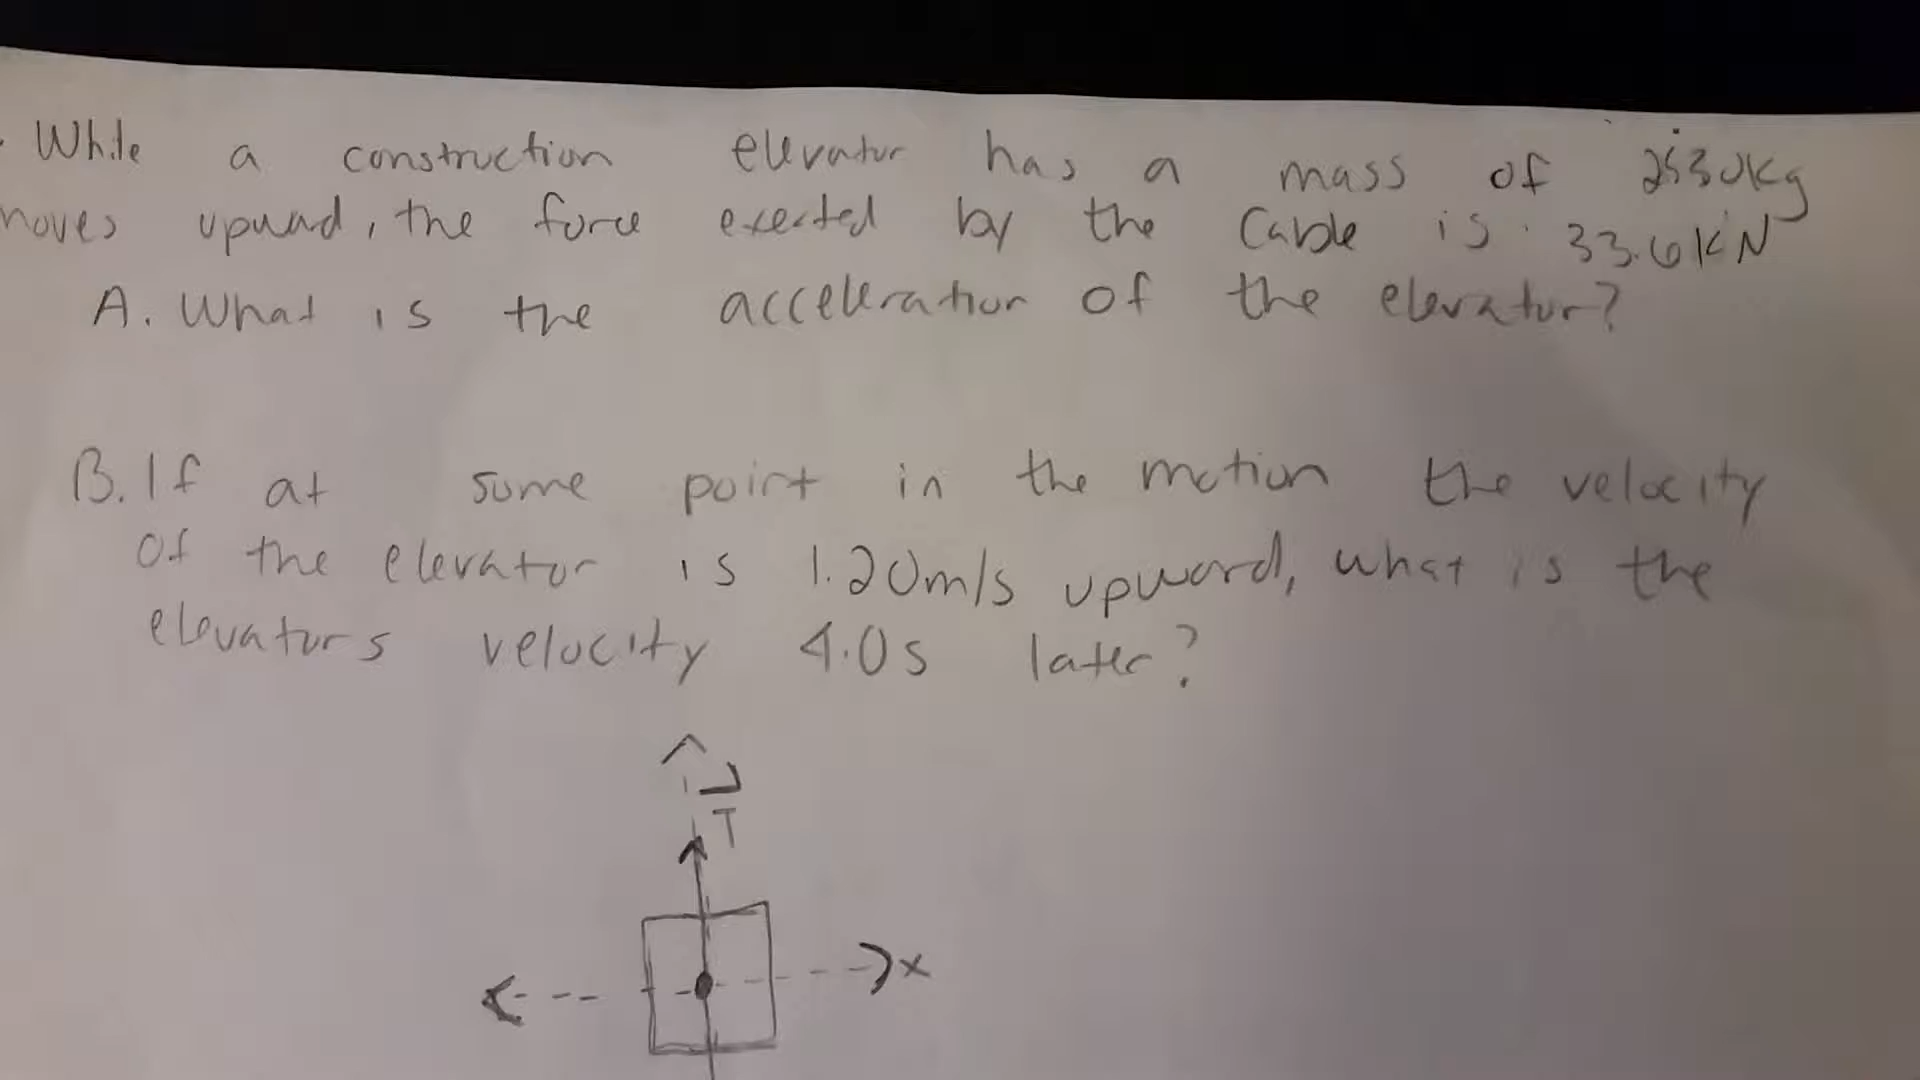 While a construction elevator has a mass of 2530kg
moves upward, the force exerted by the Cable is 33.6kN
A. What is the acceleration of the elevator?
B. If at some point in the motion the velocity
of the elevator is 1.20m/s upward, what is the
elevators velocity 4.0s later?
T
x